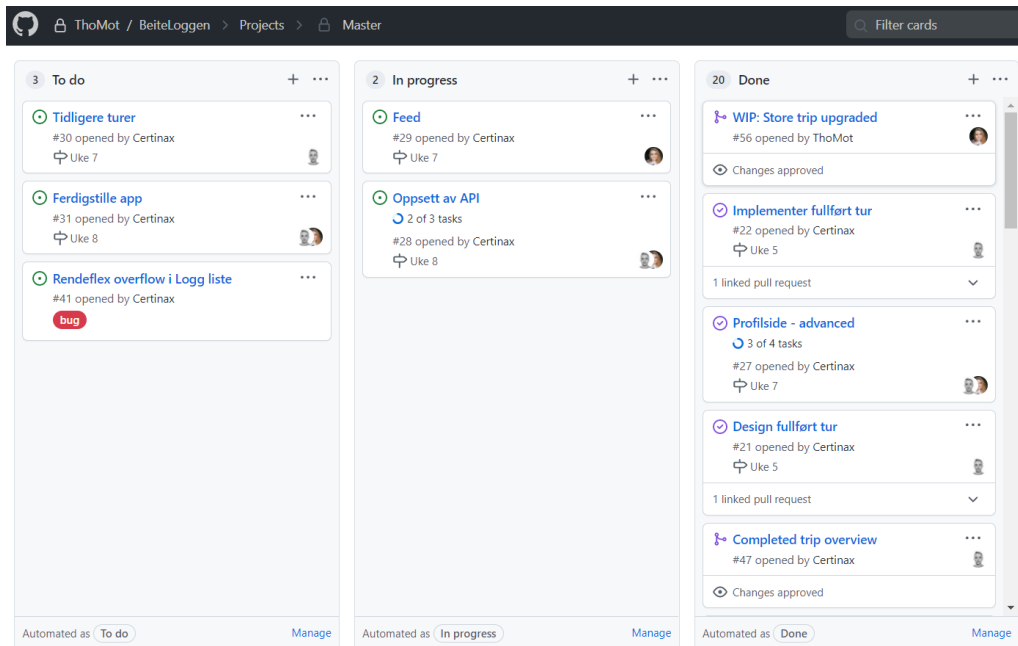 ThoMot / BeiteLoggen > Projects > Master
Filter cards
3 To do
Tidligere turer
#30 opened by Certinax
Uke 7
Ferdigstille app
#31 opened by Certinax
Uke 8
Rendeflex overflow i Logg liste
#41 opened by Certinax
bug
Automated as To do
Manage
2 In progress
Feed
#29 opened by Certinax
Uke 7
Oppsett av API
2 of 3 tasks
#28 opened by Certinax
Uke 8
Automated as In progress
Manage
20 Done
WIP: Store trip upgraded
#56 opened by ThoMot
Changes approved
Implementer fullført tur
#22 opened by Certinax
Uke 5
1 linked pull request
Profilside - advanced
3 of 4 tasks
#27 opened by Certinax
Uke 7
Design fullført tur
#21 opened by Certinax
Uke 5
1 linked pull request
Completed trip overview
#47 opened by Certinax
Changes approved
Automated as Done
Manage